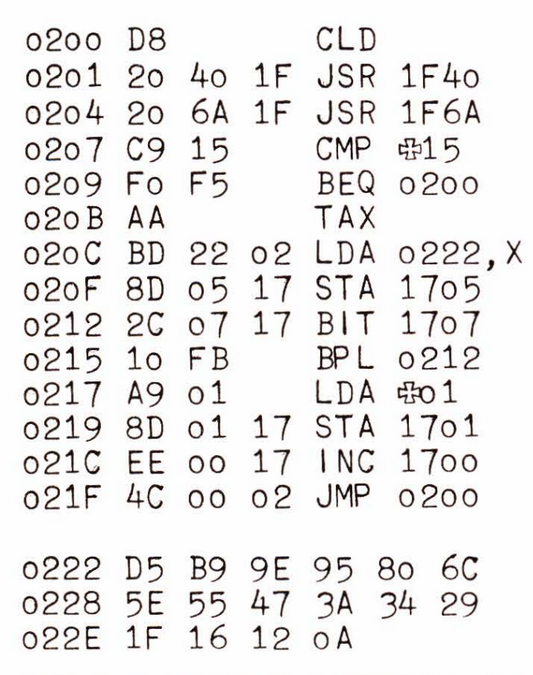 0200 D8 CLD
0201 20 40 1F JSR 1F40
0204 20 6A 1F JSR 1F6A
0207 C9 15 CMP #15
0209 F0 F5 BEQ 0200
020B AA TAX
020C BD 22 02 LDA 0222,X
020F 8D 05 17 STA 1705
0212 2C 07 17 BIT 1707
0215 10 FB BPL 0212
0217 A9 01 LDA #01
0219 8D 01 17 STA 1701
021C EE 00 17 INC 1700
021F 4C 00 02 JMP 0200
0222 D5 B9 9E 95 80 6C
0228 5E 55 47 3A 34 29
022E 1F 16 12 0A